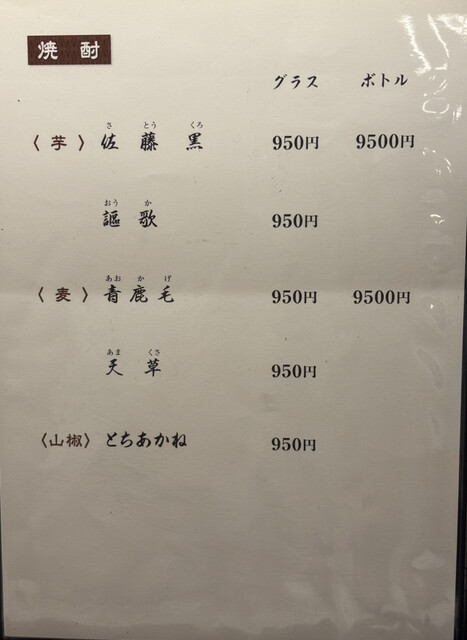 焼酎
グラス ボトル
さ とう くろ
〈芋〉 佐藤 黒 950円 9500円
おう か
謳歌 950円
あお か げ
〈麦〉 青鹿毛 950円 9500円
あま くさ
天草 950円
〈山椒〉 とちあかね 950円